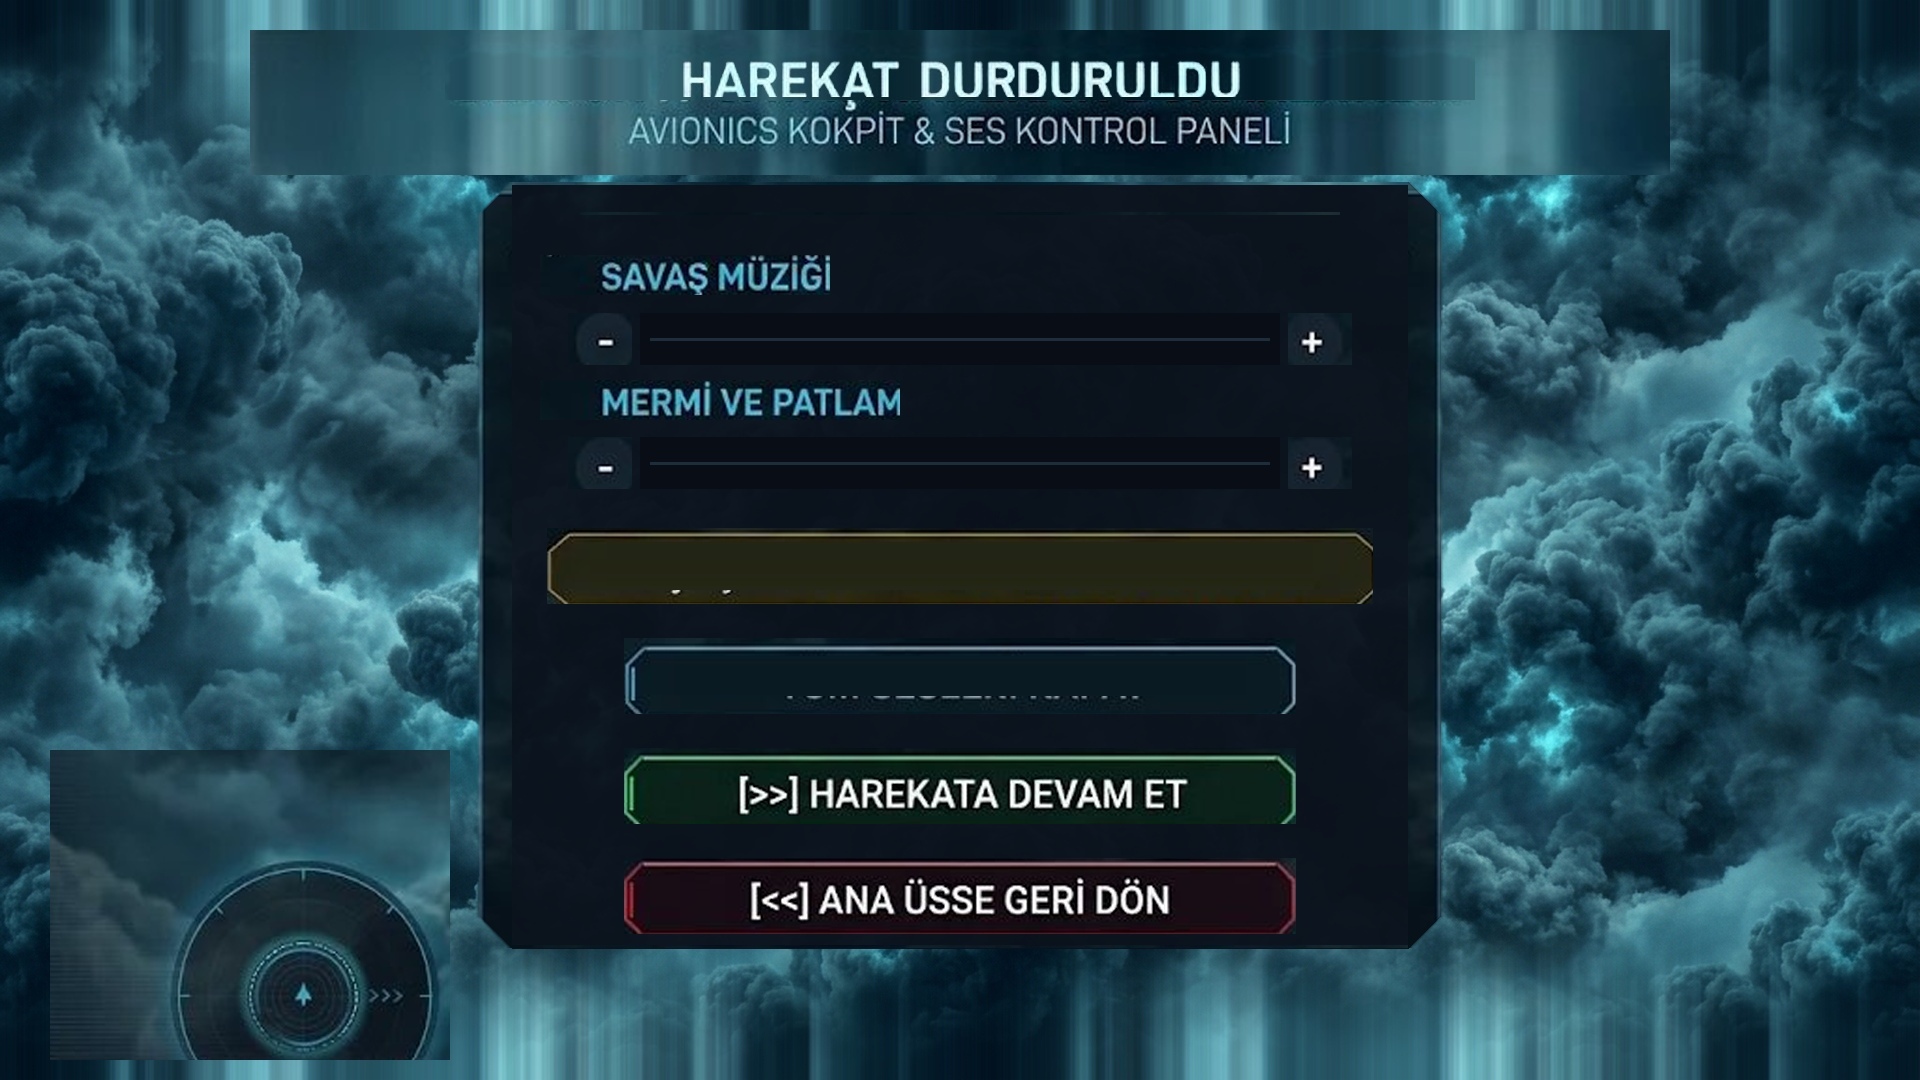 HAREKAT DURDURULDU
AVIONICS KOKPİT & SES KONTROL PANELİ
SAVAŞ MÜZİĞİ
- +
MERMİ VE PATLAM
- +
[>>] HAREKATA DEVAM ET
[<<] ANA ÜSSE GERİ DÖN